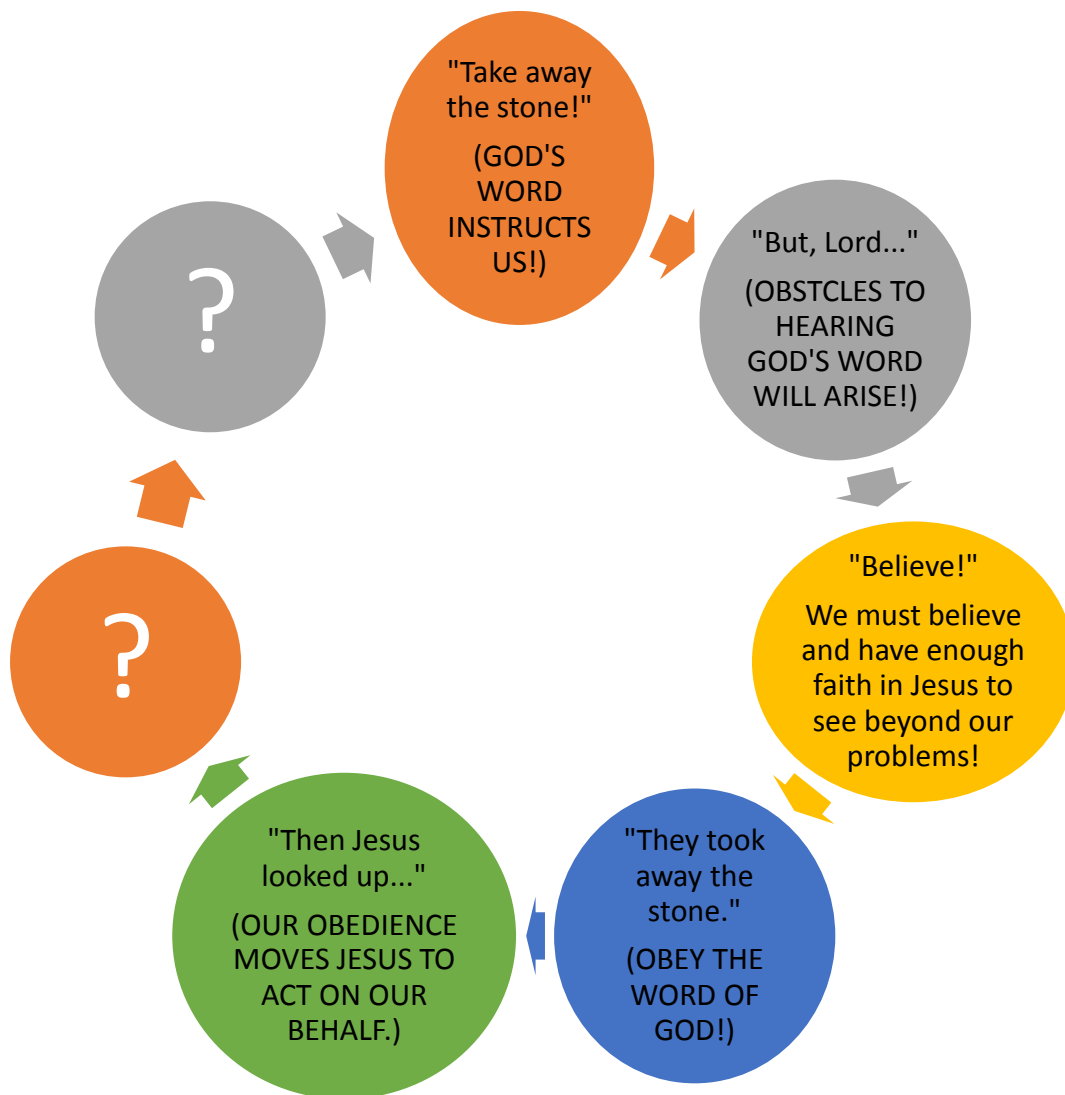 "Take away
the stone!"
(GOD'S
WORD
INSTRUCTS
US!)
"But, Lord..."
(OBSTCLES TO
HEARING
GOD'S WORD
WILL ARISE!)
"Believe!"
We must believe
and have enough
faith in Jesus to
see beyond our
problems!
"They took
away the
stone."
(OBEY THE
WORD OF
GOD!)
"Then Jesus
looked up..."
(OUR OBEDIENCE
MOVES JESUS TO
ACT ON OUR
BEHALF.)
?
?